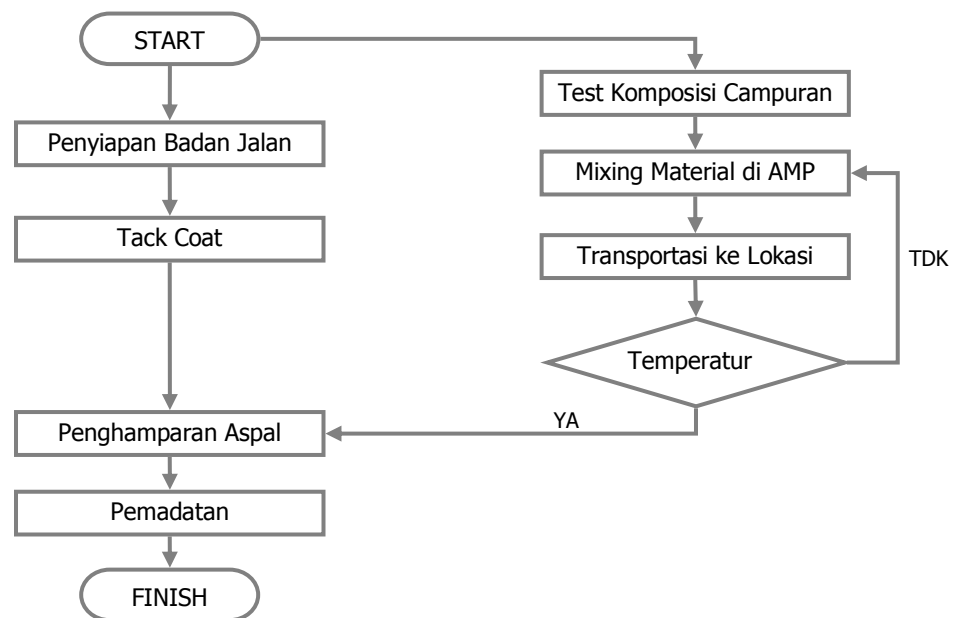 START
Test Komposisi Campuran
Penyiapan Badan Jalan
Mixing Material di AMP
Tack Coat
Transportasi ke Lokasi
TDK
Temperatur
YA
Penghamparan Aspal
Pemadatan
FINISH